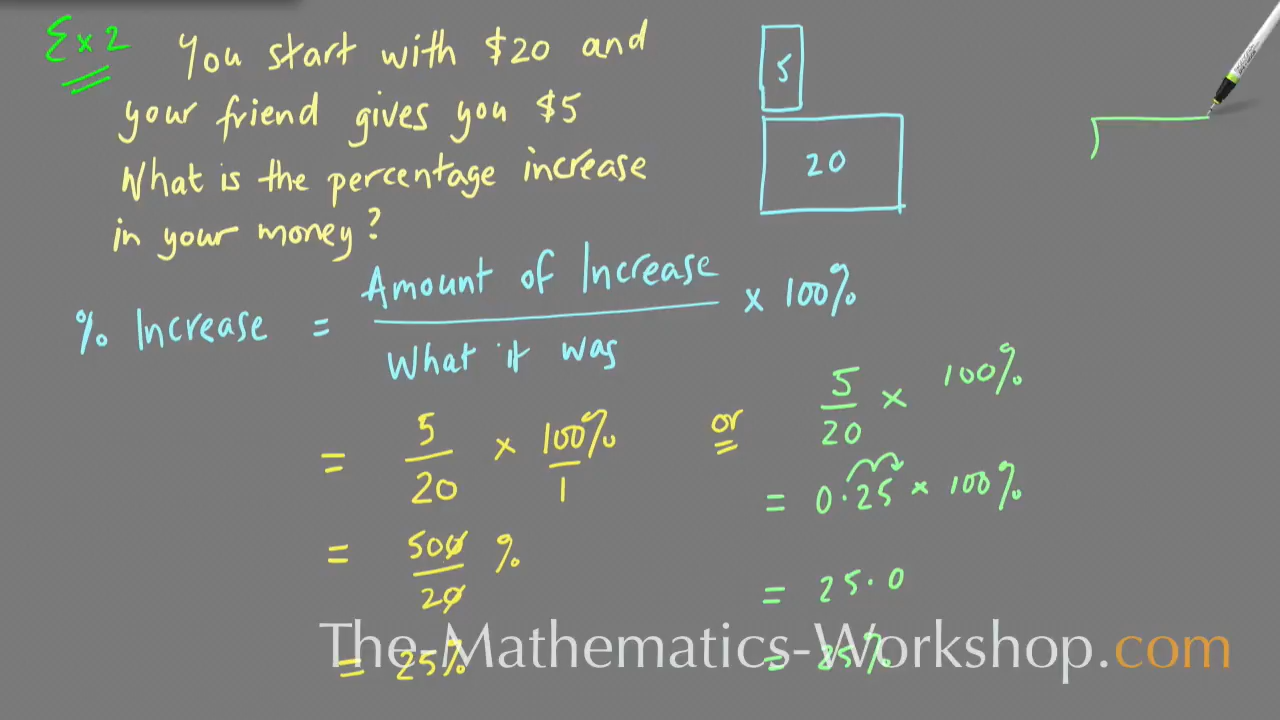 Ex 2 You start with $20 and
your friend gives you $5
What is the percentage increase
in your money?
5
20
% Increase = Amount of Increase / What it was x 100%
= 5/20 x 100%/1
= 500/20 %
= 25%
or
5/20 x 100%
= 0.25 x 100%
= 25.0
= 25%
The-Mathematics-Workshop.com